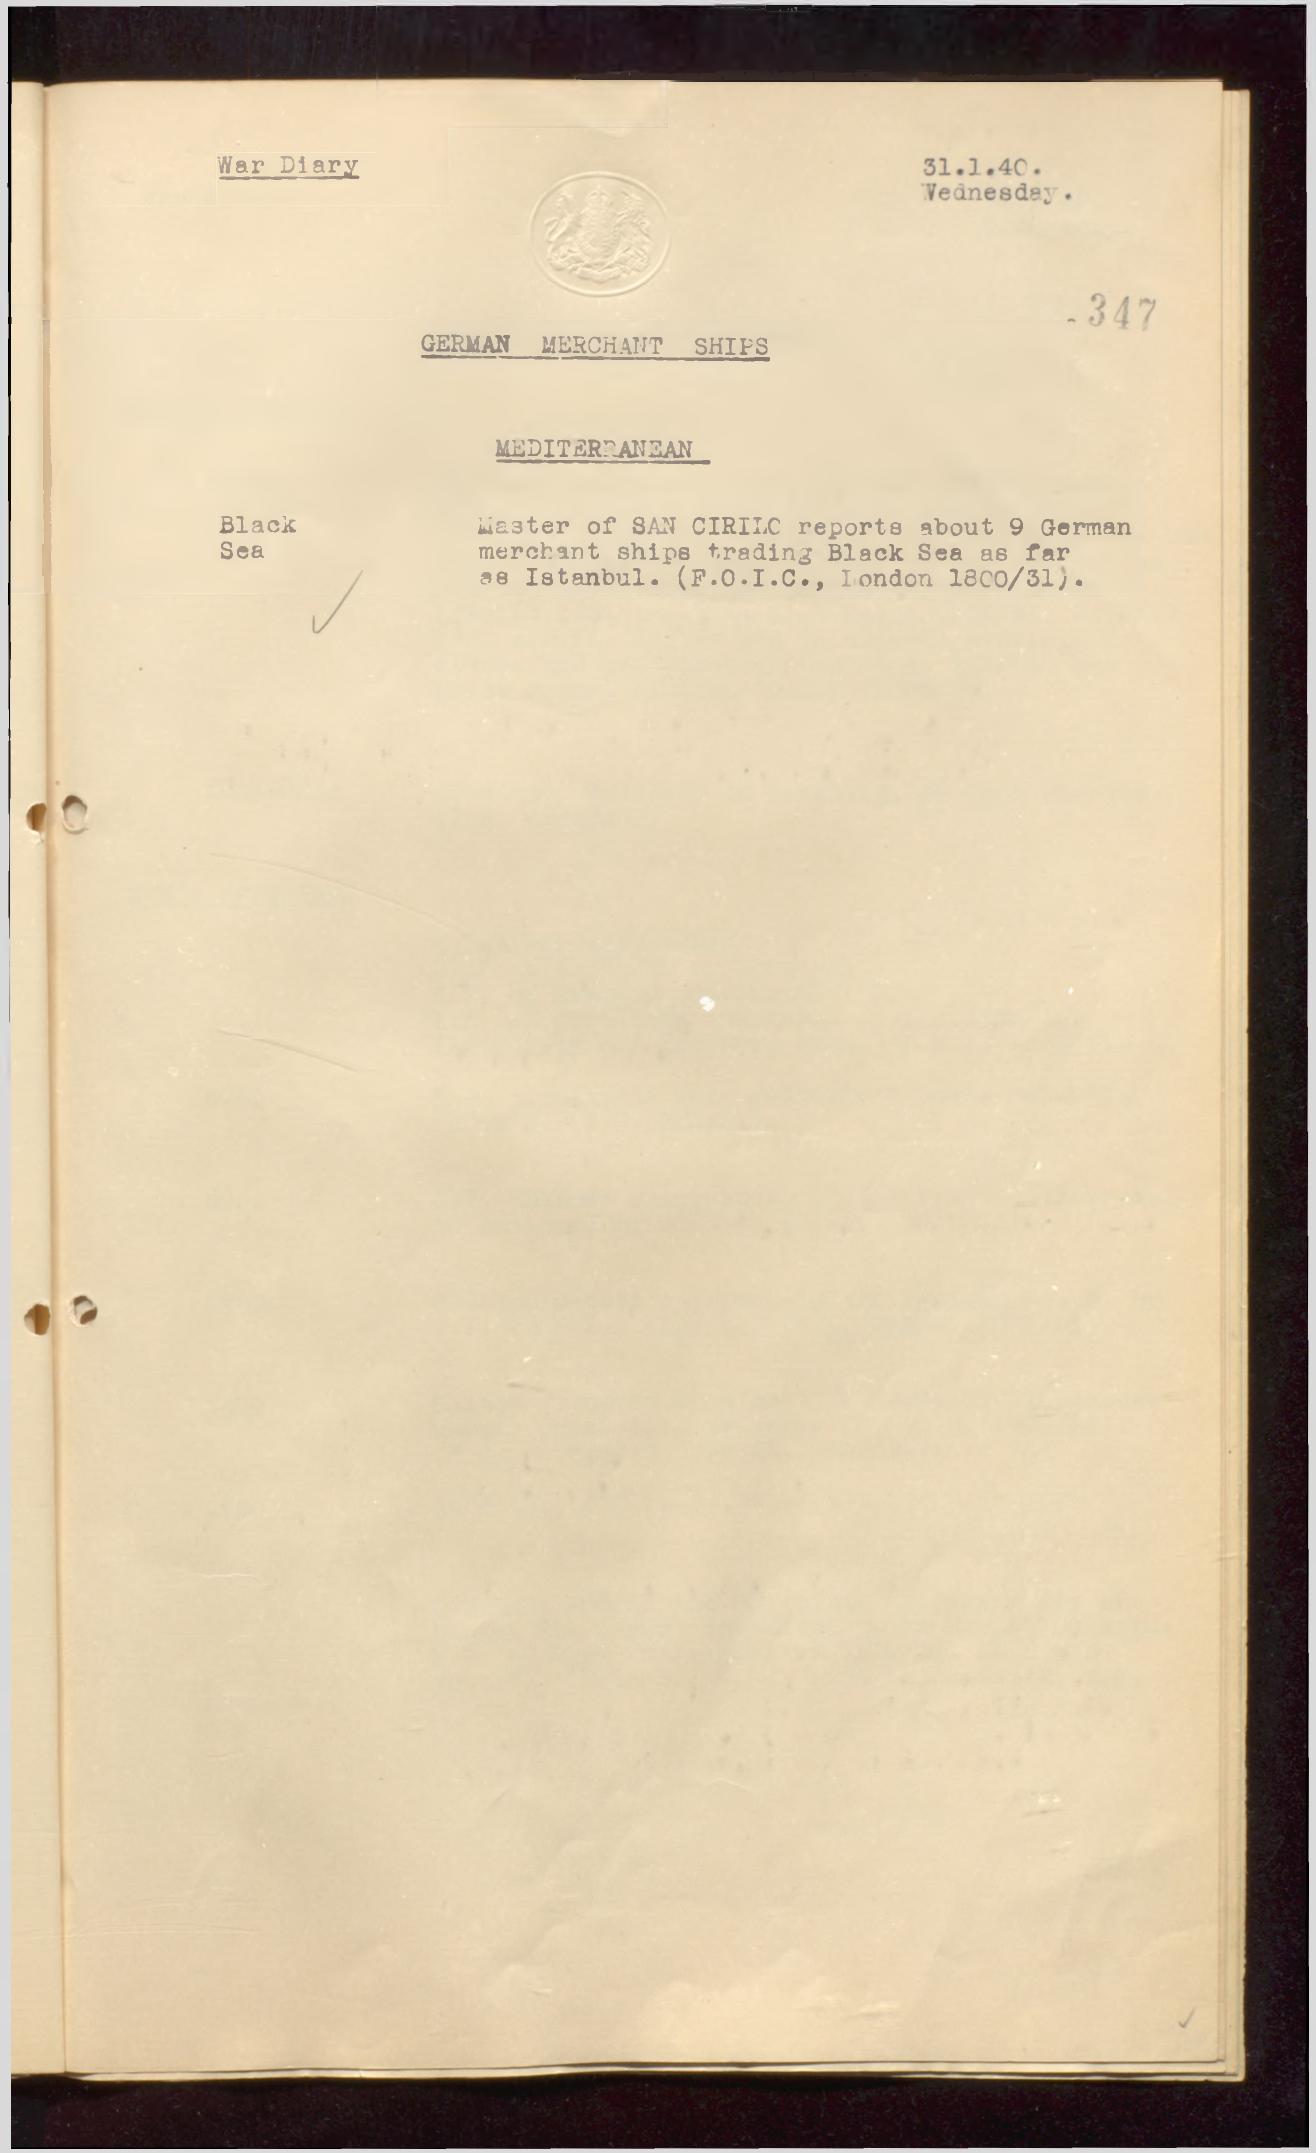 War Diary
31.1.40.
Wednesday.
347
GERMAN MERCHANT SHIPS
MEDITERRANEAN
Black Master of SAN CIRILO reports about 9 German
Sea merchant ships trading Black Sea as far
as Istanbul. (F.O.I.C., London 1800/31).